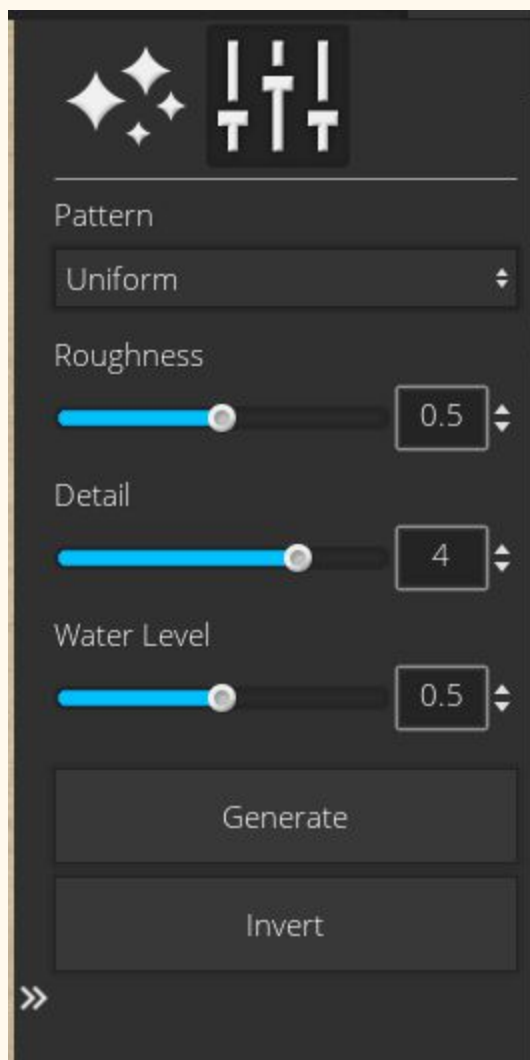 Pattern
Uniform
Roughness
0.5
Detail
4
Water Level
0.5
Generate
Invert